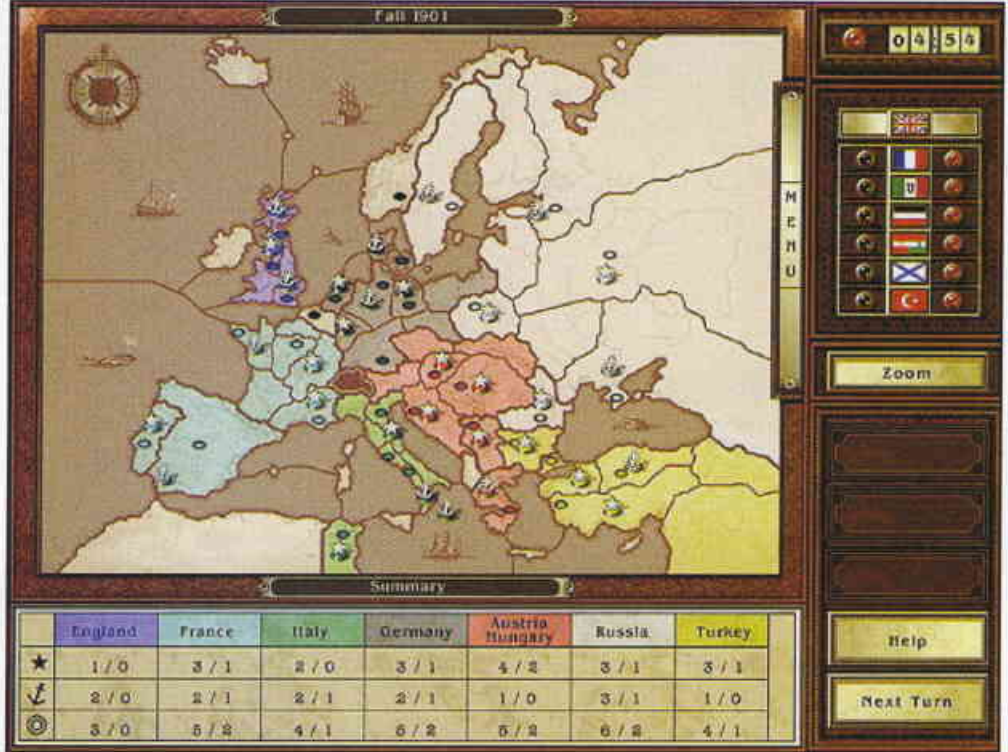 Fall 1901
04:54
MENU
Zoom
Summary
England France Italy Germany Austria Hungary Russia Turkey
1 / 0 3 / 1 2 / 0 3 / 1 4 / 2 3 / 1 3 / 1
2 / 0 2 / 1 2 / 1 2 / 1 1 / 0 3 / 1 1 / 0
3 / 0 5 / 2 4 / 1 5 / 2 5 / 2 6 / 2 4 / 1
Help
Next Turn